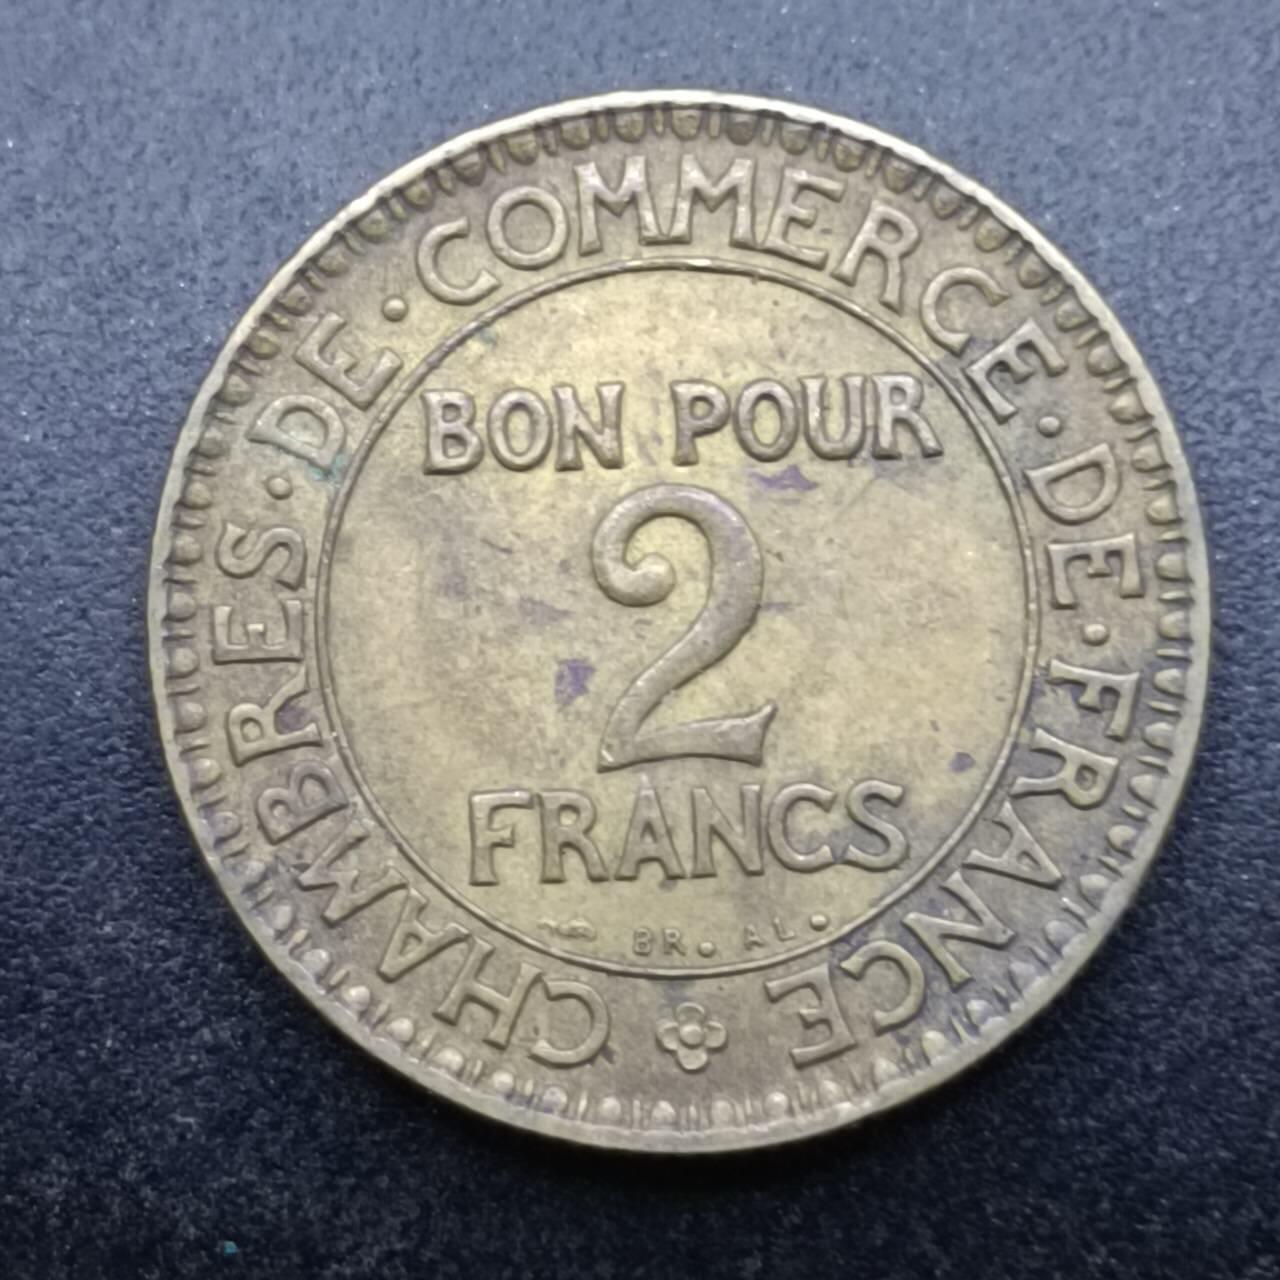 CHAMBRES · DE · COMMERCE · DE · FRANCE
BON POUR
2
FRANCS
BR. AL.